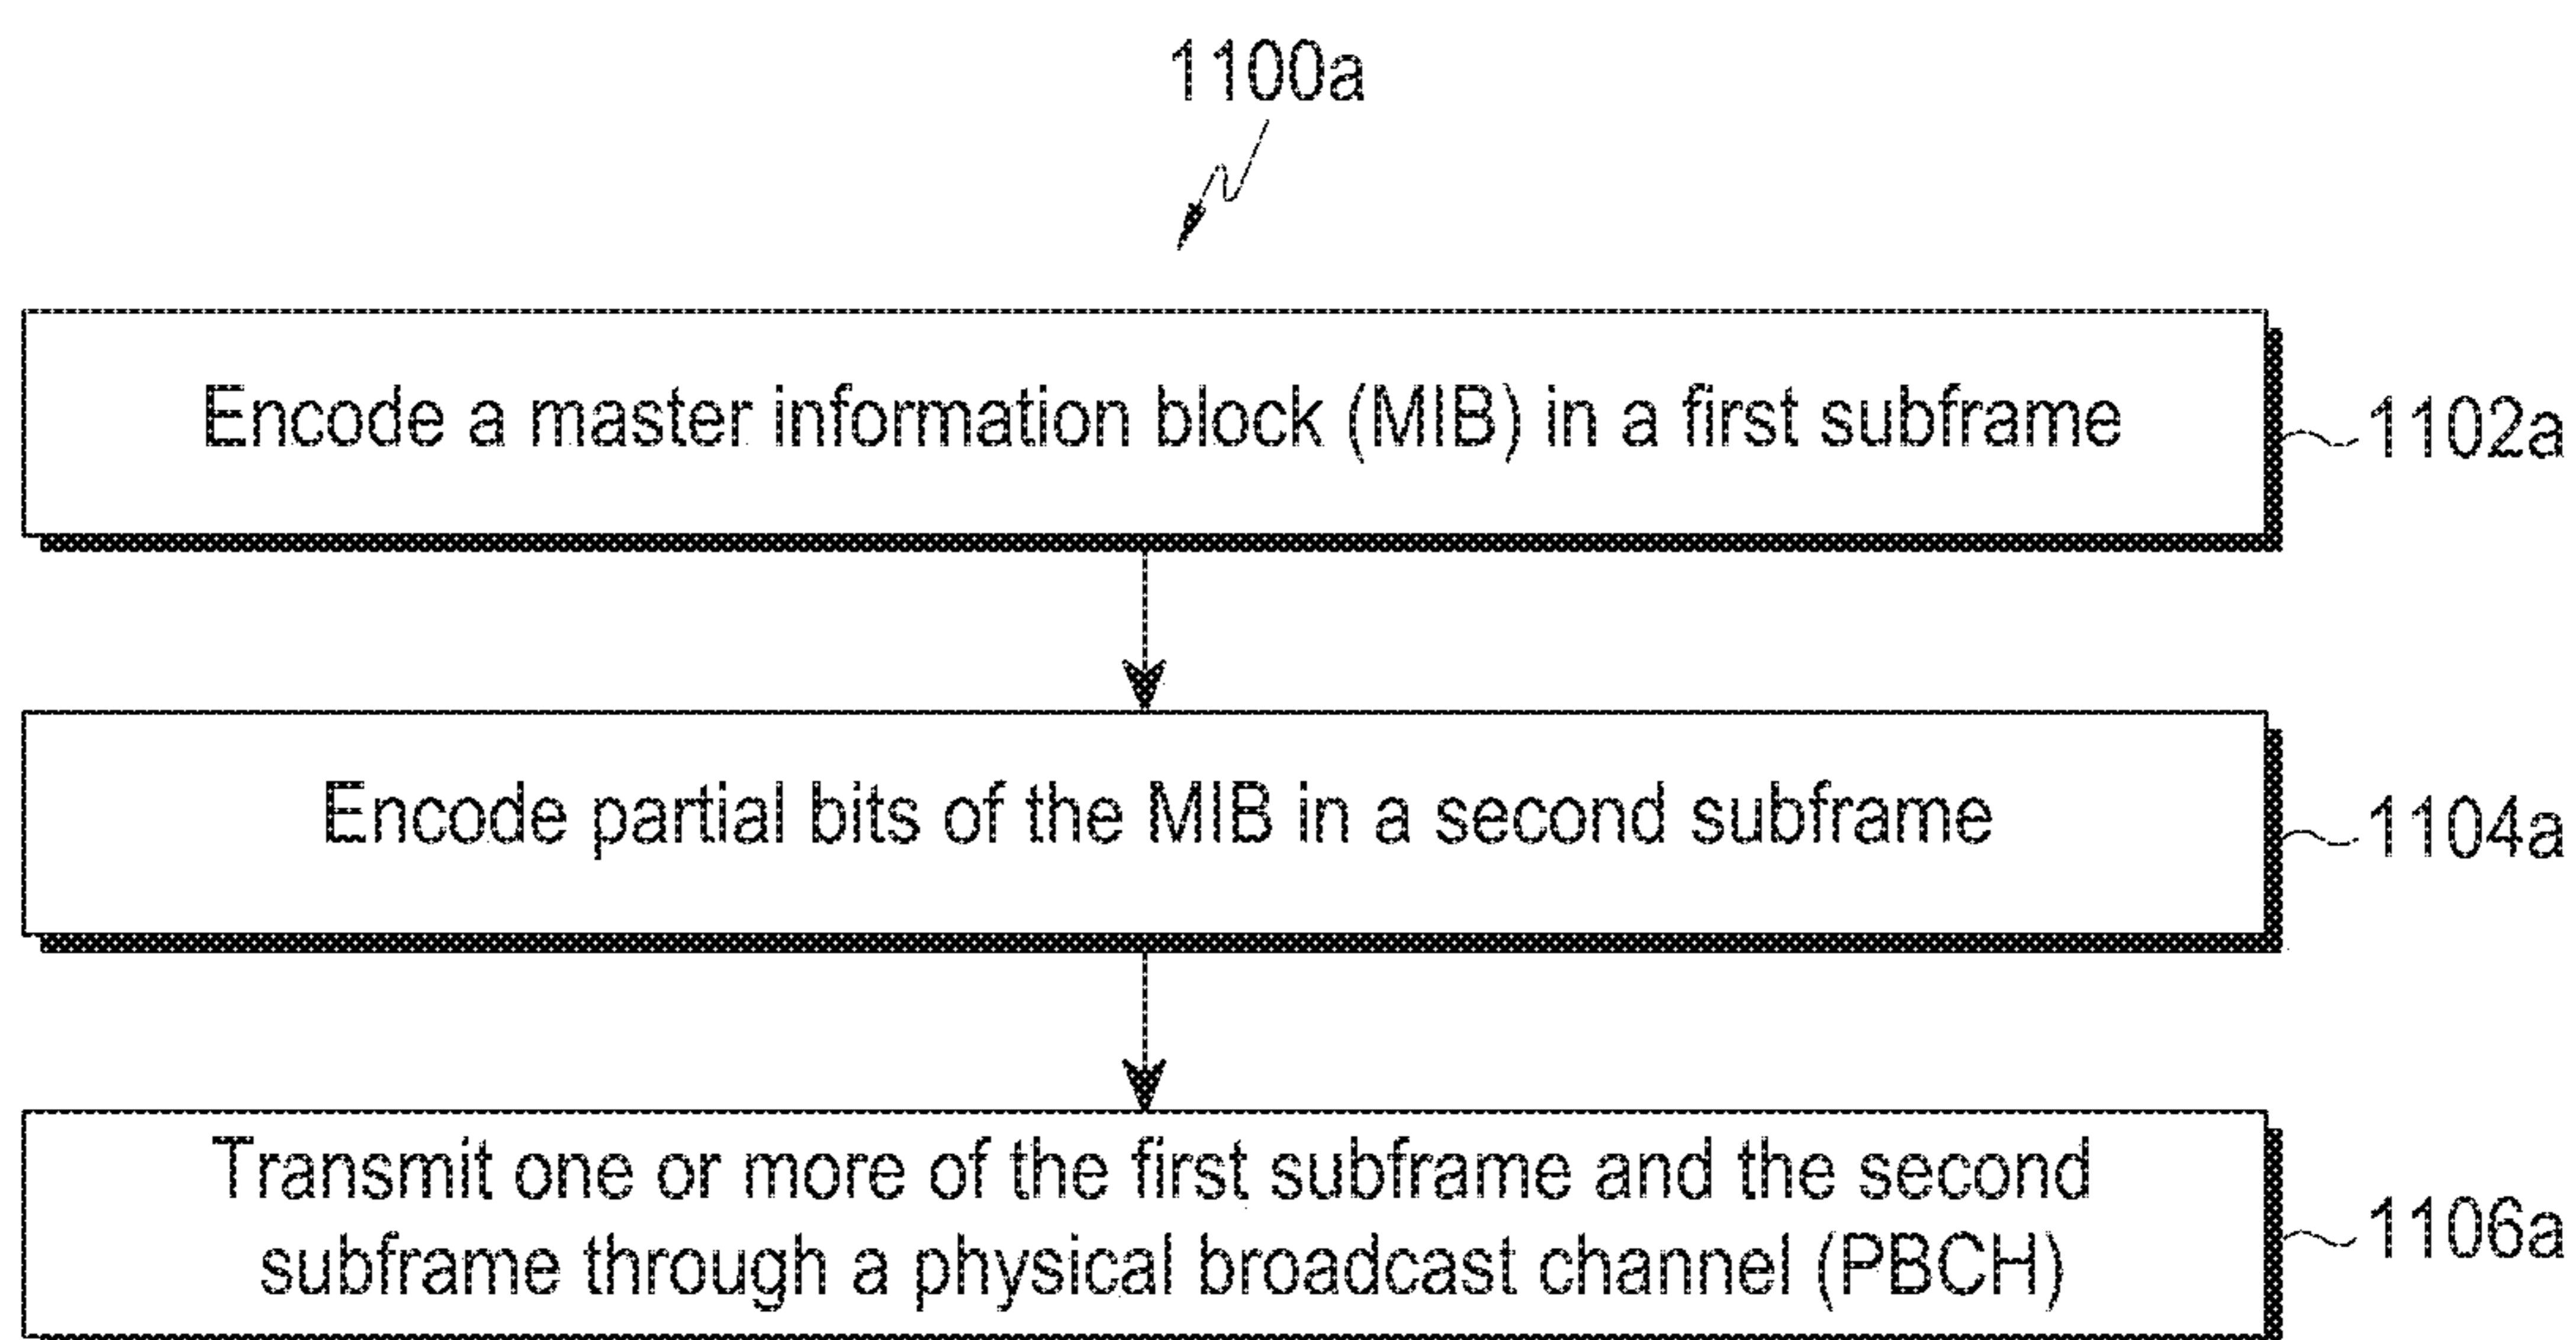 1100a
Encode a master information block (MIB) in a first subframe
1102a
Encode partial bits of the MIB in a second subframe
1104a
Transmit one or more of the first subframe and the second
subframe through a physical broadcast channel (PBCH)
1106a